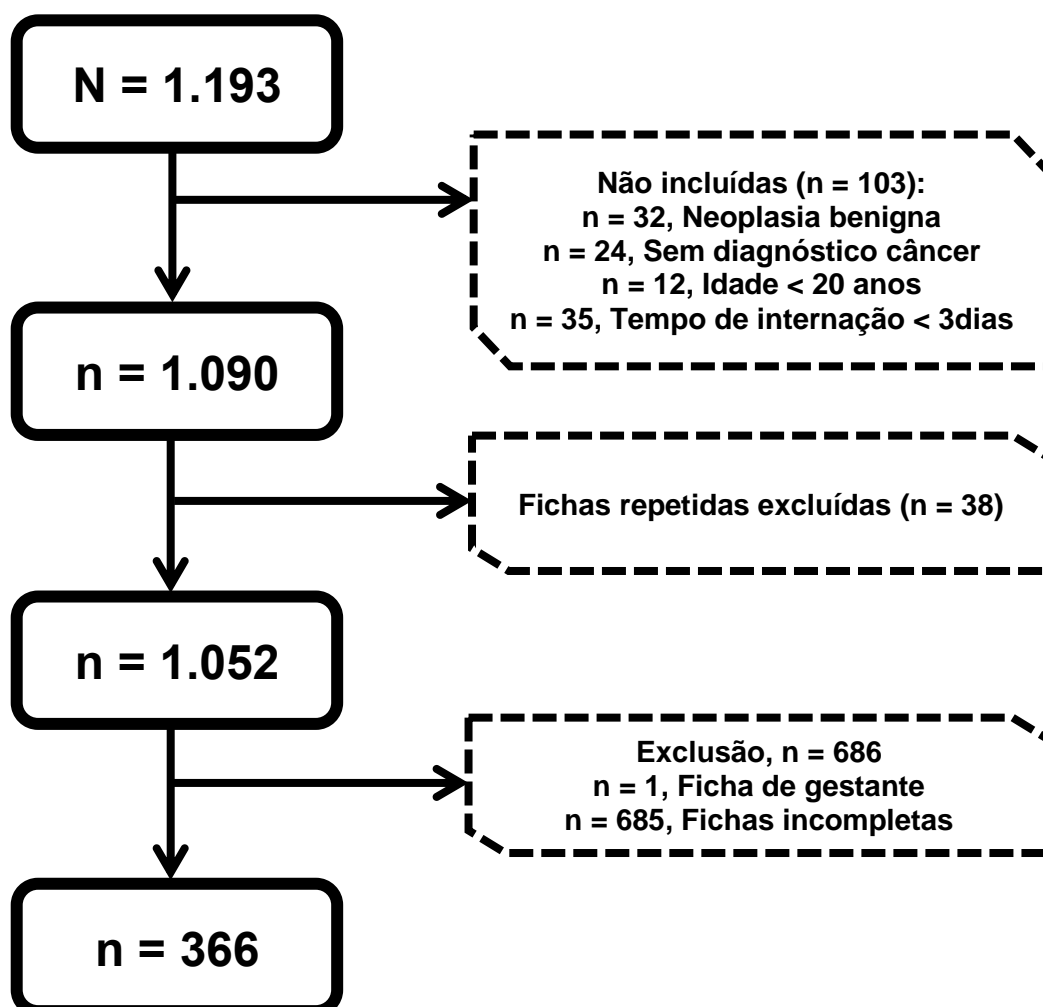 N = 1.193
Não incluídas (n = 103):
n = 32, Neoplasia benigna
n = 24, Sem diagnóstico câncer
n = 12, Idade < 20 anos
n = 35, Tempo de internação < 3dias
n = 1.090
Fichas repetidas excluídas (n = 38)
n = 1.052
Exclusão, n = 686
n = 1, Ficha de gestante
n = 685, Fichas incompletas
n = 366